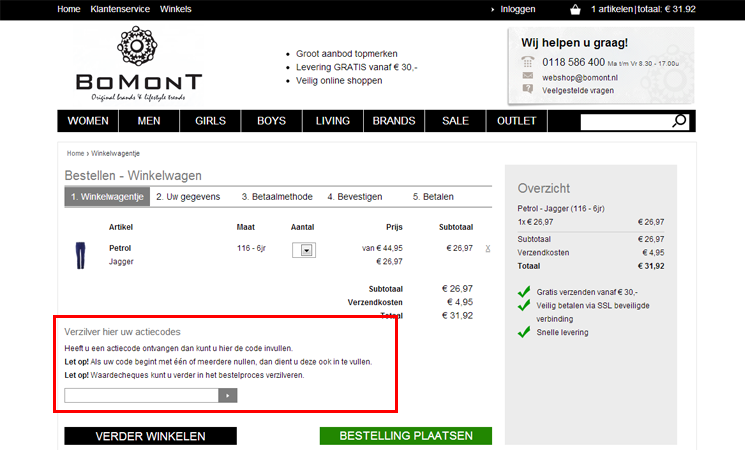 Home Klantenservice Winkels
› Inloggen
1 artikelen|totaal: € 31.92
BOMONT
Original brands & lifestyle trends
Groot aanbod topmerken
Levering GRATIS vanaf € 30,-
Veilig online shoppen
Wij helpen u graag!
0118 586 400 Ma t/m Vr 8.30 - 17.00u
webshop@bomont.nl
Veelgestelde vragen
WOMEN MEN GIRLS BOYS LIVING BRANDS SALE OUTLET
Home › Winkelwagentje
Bestellen - Winkelwagen
1. Winkelwagentje 2. Uw gegevens 3. Betaalmethode 4. Bevestigen 5. Betalen
Artikel Maat Aantal Prijs Subtotaal
Petrol 116 - 6jr van € 44,95 € 26,97
Jagger € 26,97
Subtotaal € 26,97
Verzendkosten € 4,95
Totaal € 31.92
Verzilver hier uw actiecodes
Heeft u een actiecode ontvangen dan kunt u hier de code invullen.
Let op! Als uw code begint met één of meerdere nullen, dan dient u deze ook in te vullen.
Let op! Waardecheques kunt u verder in het bestelproces verzilveren.
VERDER WINKELEN
BESTELLING PLAATSEN
Overzicht
Petrol - Jagger (116 - 6jr)
1x € 26,97 € 26,97
Subtotaal € 26,97
Verzendkosten € 4,95
Totaal € 31,92
Gratis verzenden vanaf € 30,-
Veilig betalen via SSL beveiligde
verbinding
Snelle levering